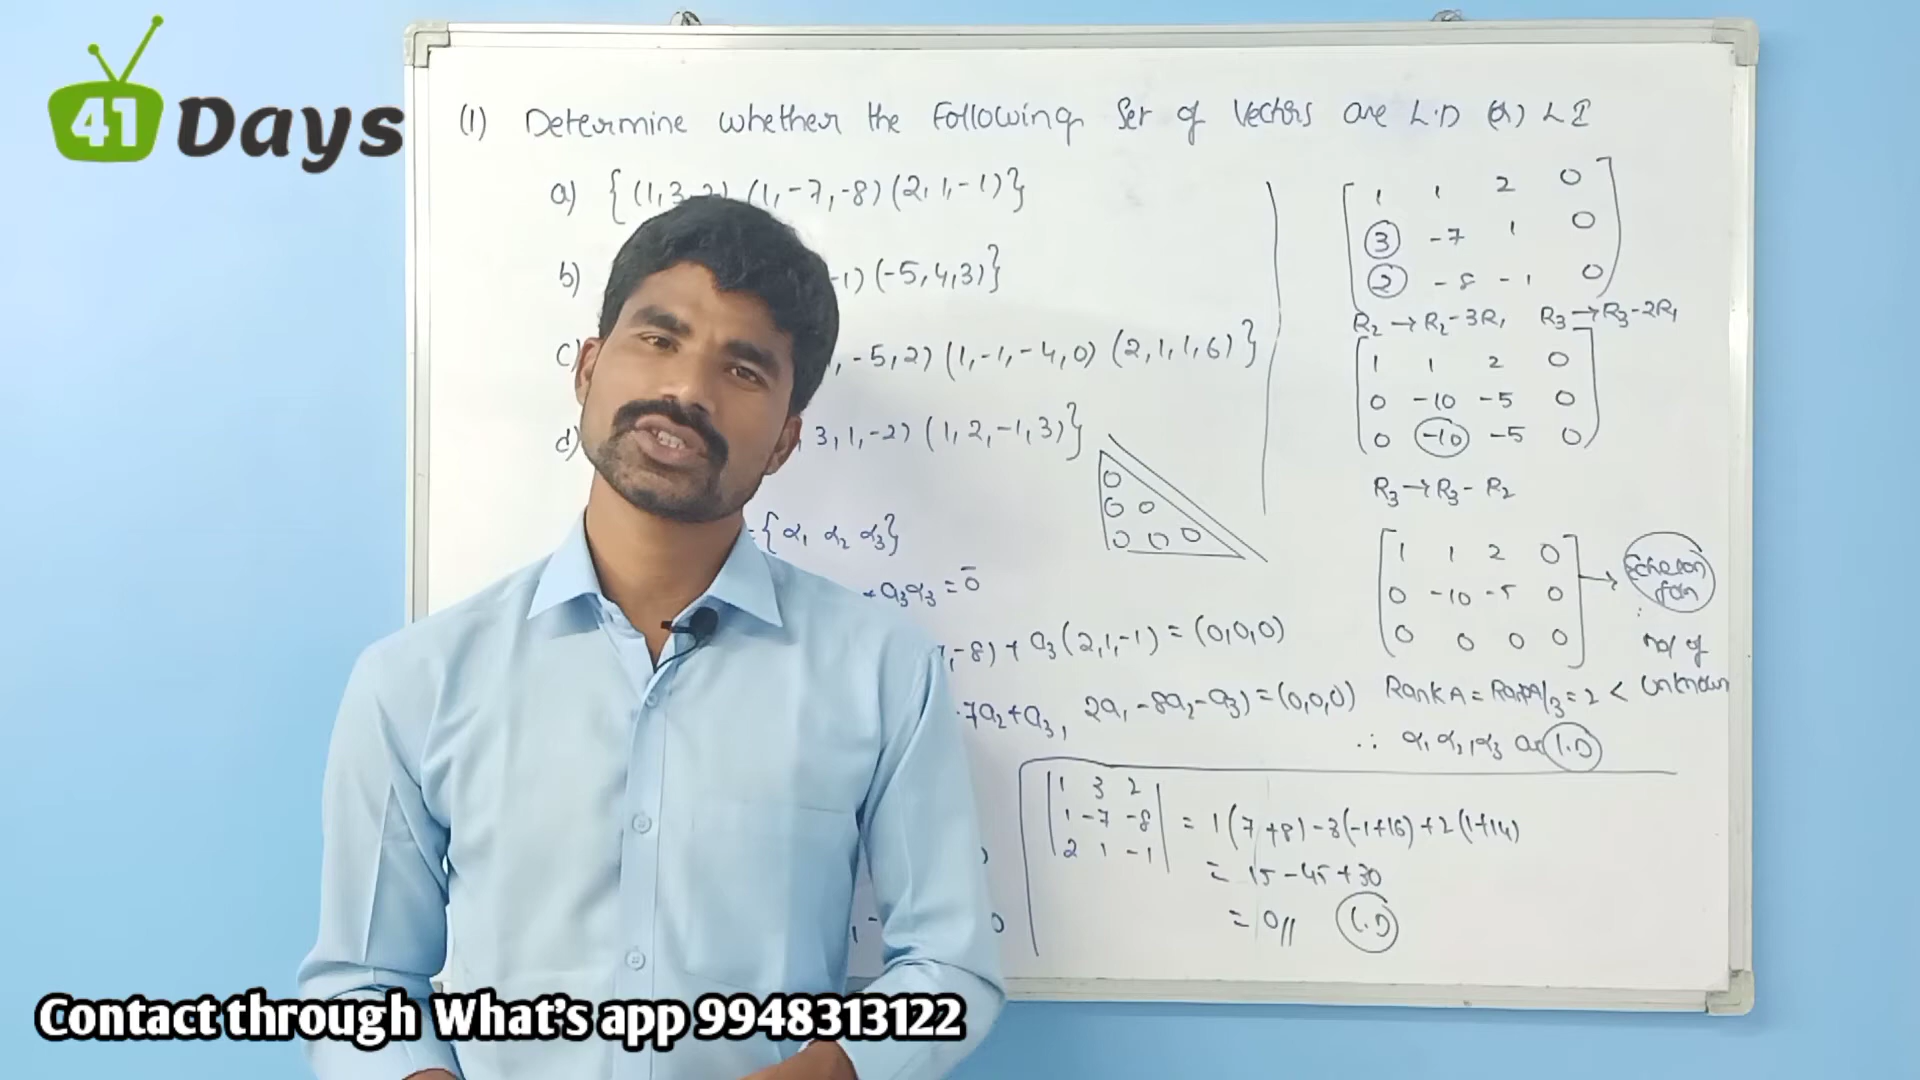 41 Days
(1) Determine whether the Following Set of Vectors are L.D (or) L I
a) {(1,3,2) (1,-7,-8) (2,1,-1)}
b) -1) (-5,4,3)}
c) , -5,2) (1,-1,-4,0) (2,1,1,6)}
d) 3,1,-2) (1,2,-1,3)}
0
0 0
0 0 0
{α1 α2 α3}
+ a3α3 = 0̄
,-8) + a3(2,1,-1) = (0,0,0)
-7a2+a3, 2a1-8a2-a3) = (0,0,0)
1 1 2 0
3 -7 1 0
2 -8 -1 0
R2 → R2-3R1 R3 → R3-2R1
1 1 2 0
0 -10 -5 0
0 -10 -5 0
R3 → R3 - R2
1 1 2 0
0 -10 -5 0
0 0 0 0
→ Echelon form
no/ of
Rank A = = 2 < unknown
∴ α1, α2, α3 are L.D
1 3 2
1 -7 -8 = 1(7+8)-3(-1+16)+2(1+14)
2 1 -1
= 15-45+30
= 0// L.D
Contact through What's app 9948313122